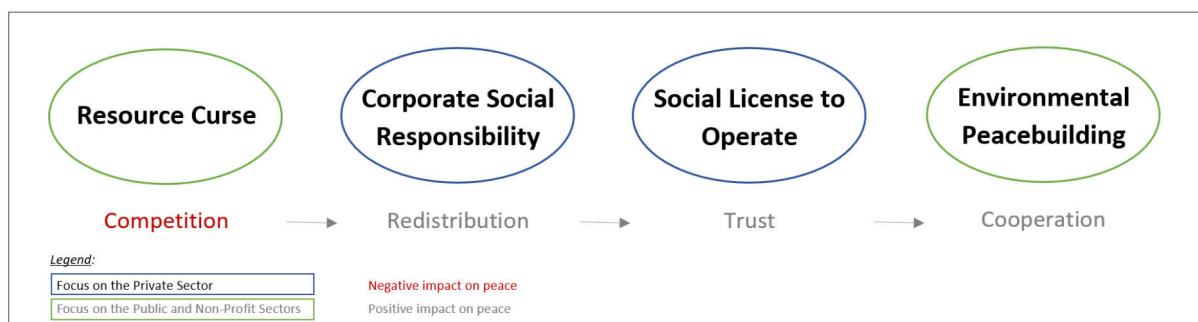 Resource Curse
Corporate Social
Responsibility
Social License to
Operate
Environmental
Peacebuilding
Competition
Redistribution
Trust
Cooperation
Legend:
Focus on the Private Sector
Negative impact on peace
Focus on the Public and Non-Profit Sectors
Positive impact on peace